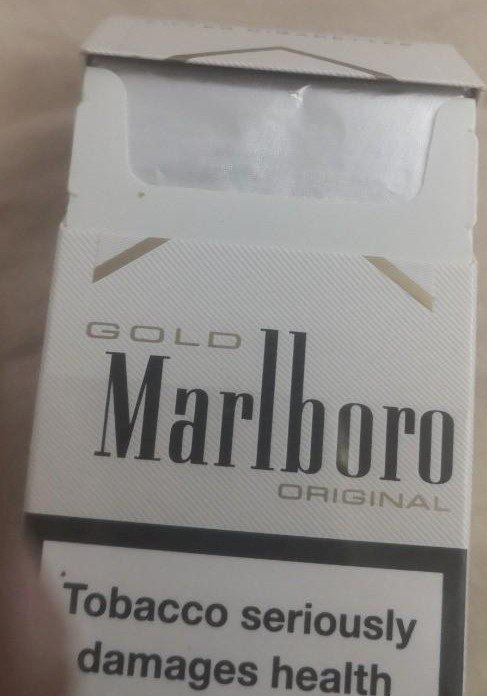 GOLD
Marlboro
ORIGINAL
Tobacco seriously
damages health